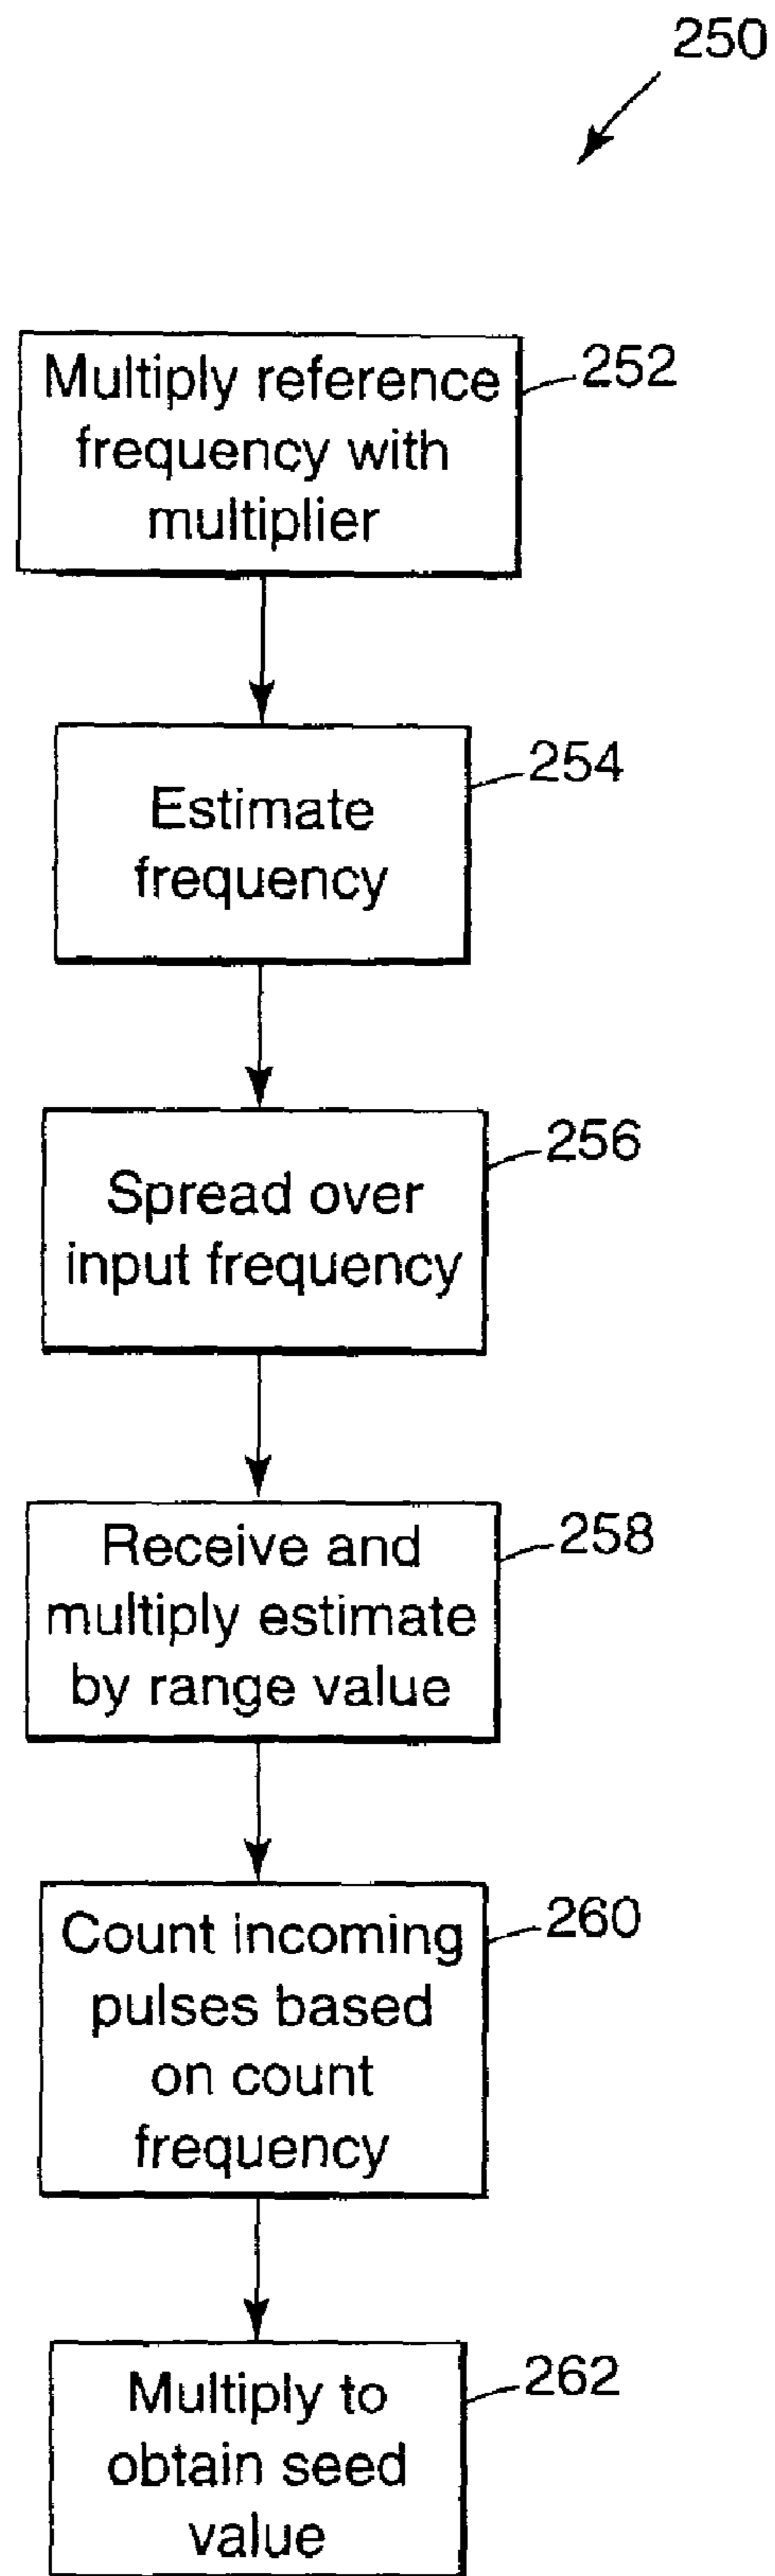 250
Multiply reference
frequency with
multiplier
252
Estimate
frequency
254
Spread over
input frequency
256
Receive and
multiply estimate
by range value
258
Count incoming
pulses based
on count
frequency
260
Multiply to
obtain seed
value
262